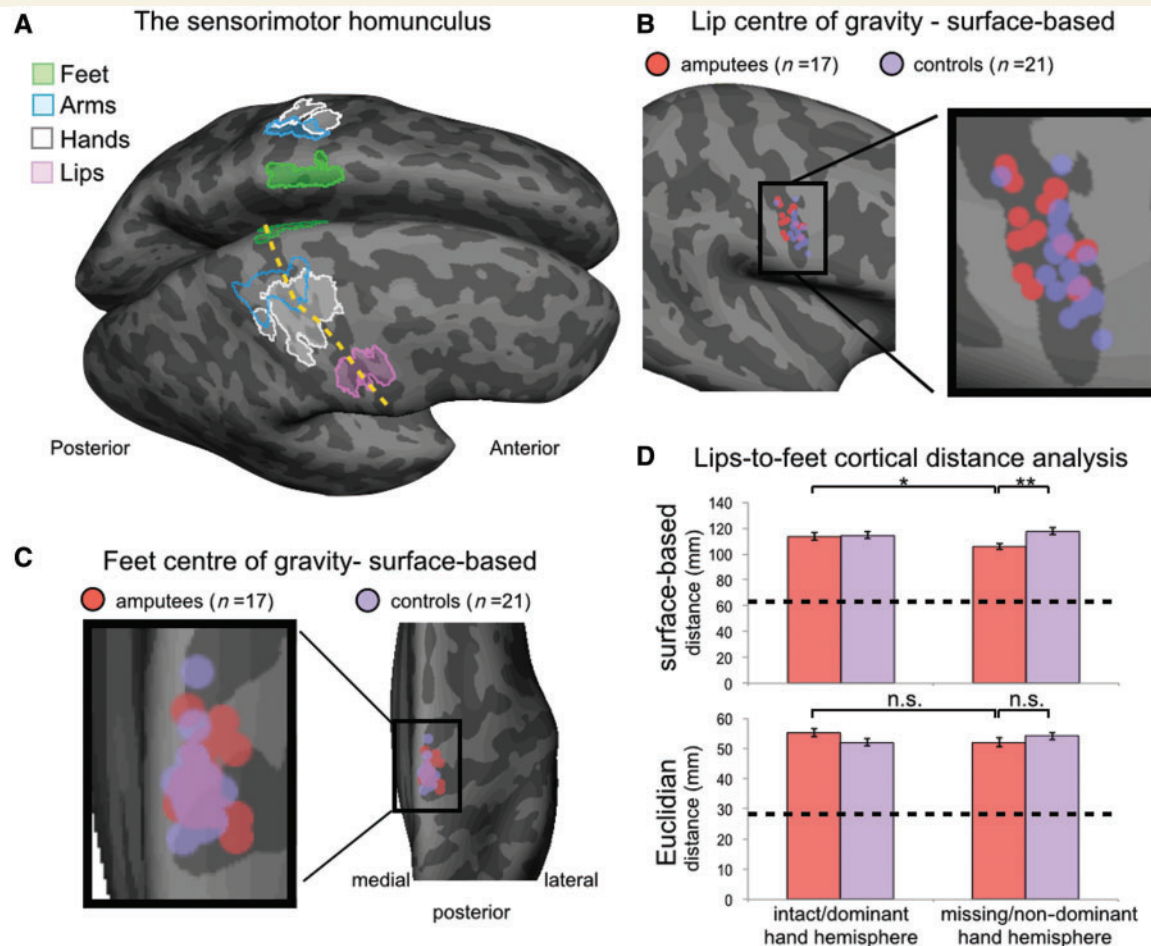 A The sensorimotor homunculus
Feet
Arms
Hands
Lips
Posterior
Anterior
B Lip centre of gravity - surface-based
amputees (n =17)
controls (n =21)
C Feet centre of gravity- surface-based
amputees (n =17)
controls (n =21)
medial
lateral
posterior
D Lips-to-feet cortical distance analysis
surface-based
distance (mm)
140
120
100
80
60
40
20
0
*
**
Euclidian
distance (mm)
60
50
40
30
20
10
0
n.s.
n.s.
intact/dominant
hand hemisphere
missing/non-dominant
hand hemisphere